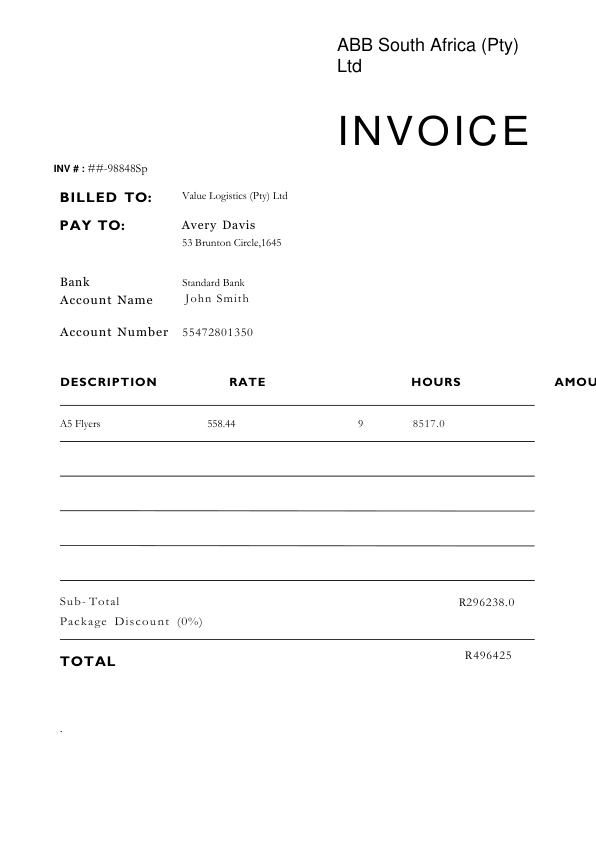 ABB South Africa (Pty)
Ltd
INVOICE
INV # : ##-98848Sp
BILLED TO: Value Logistics (Pty) Ltd
PAY TO: Avery Davis
53 Brunton Circle,1645
Bank Standard Bank
Account Name John Smith
Account Number 55472801350
DESCRIPTION RATE HOURS AMOU
A5 Flyers 558.44 9 8517.0
Sub-Total R296238.0
Package Discount (0%)
TOTAL R496425
.